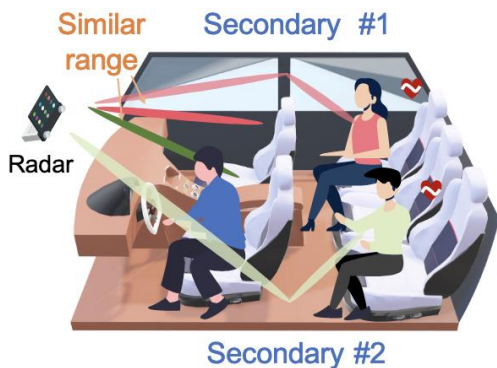 Similar
range
Secondary #1
Radar
Secondary #2